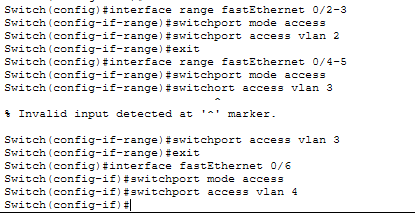 Switch(config)#interface range fastEthernet 0/2-3
Switch(config-if-range)#switchport mode access
Switch(config-if-range)#switchport access vlan 2
Switch(config-if-range)#exit
Switch(config)#interface range fastEthernet 0/4-5
Switch(config-if-range)#switchport mode access
Switch(config-if-range)#switchort access vlan 3
^
% Invalid input detected at '^' marker.
Switch(config-if-range)#switchport access vlan 3
Switch(config-if-range)#exit
Switch(config)#interface fastEthernet 0/6
Switch(config-if)#switchport mode access
Switch(config-if)#switchport access vlan 4
Switch(config-if)#